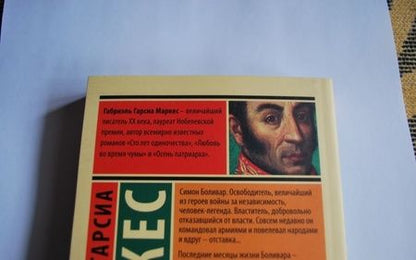 Габриэль Гарсиа Маркес – величайший
писатель XX века, лауреат Нобелевской
премии, автор всемирно известных
романов «Сто лет одиночества», «Любовь
во время чумы» и «Осень патриарха».
ГАРСИА
КЕС
Симон Боливар. Освободитель, величайший
из героев войны за независимость,
человек-легенда. Властитель, добровольно
отказавшийся от власти. Совсем недавно он
командовал армиями и повелевал народами
и вдруг – отставка...
Последние месяцы жизни Боливара –